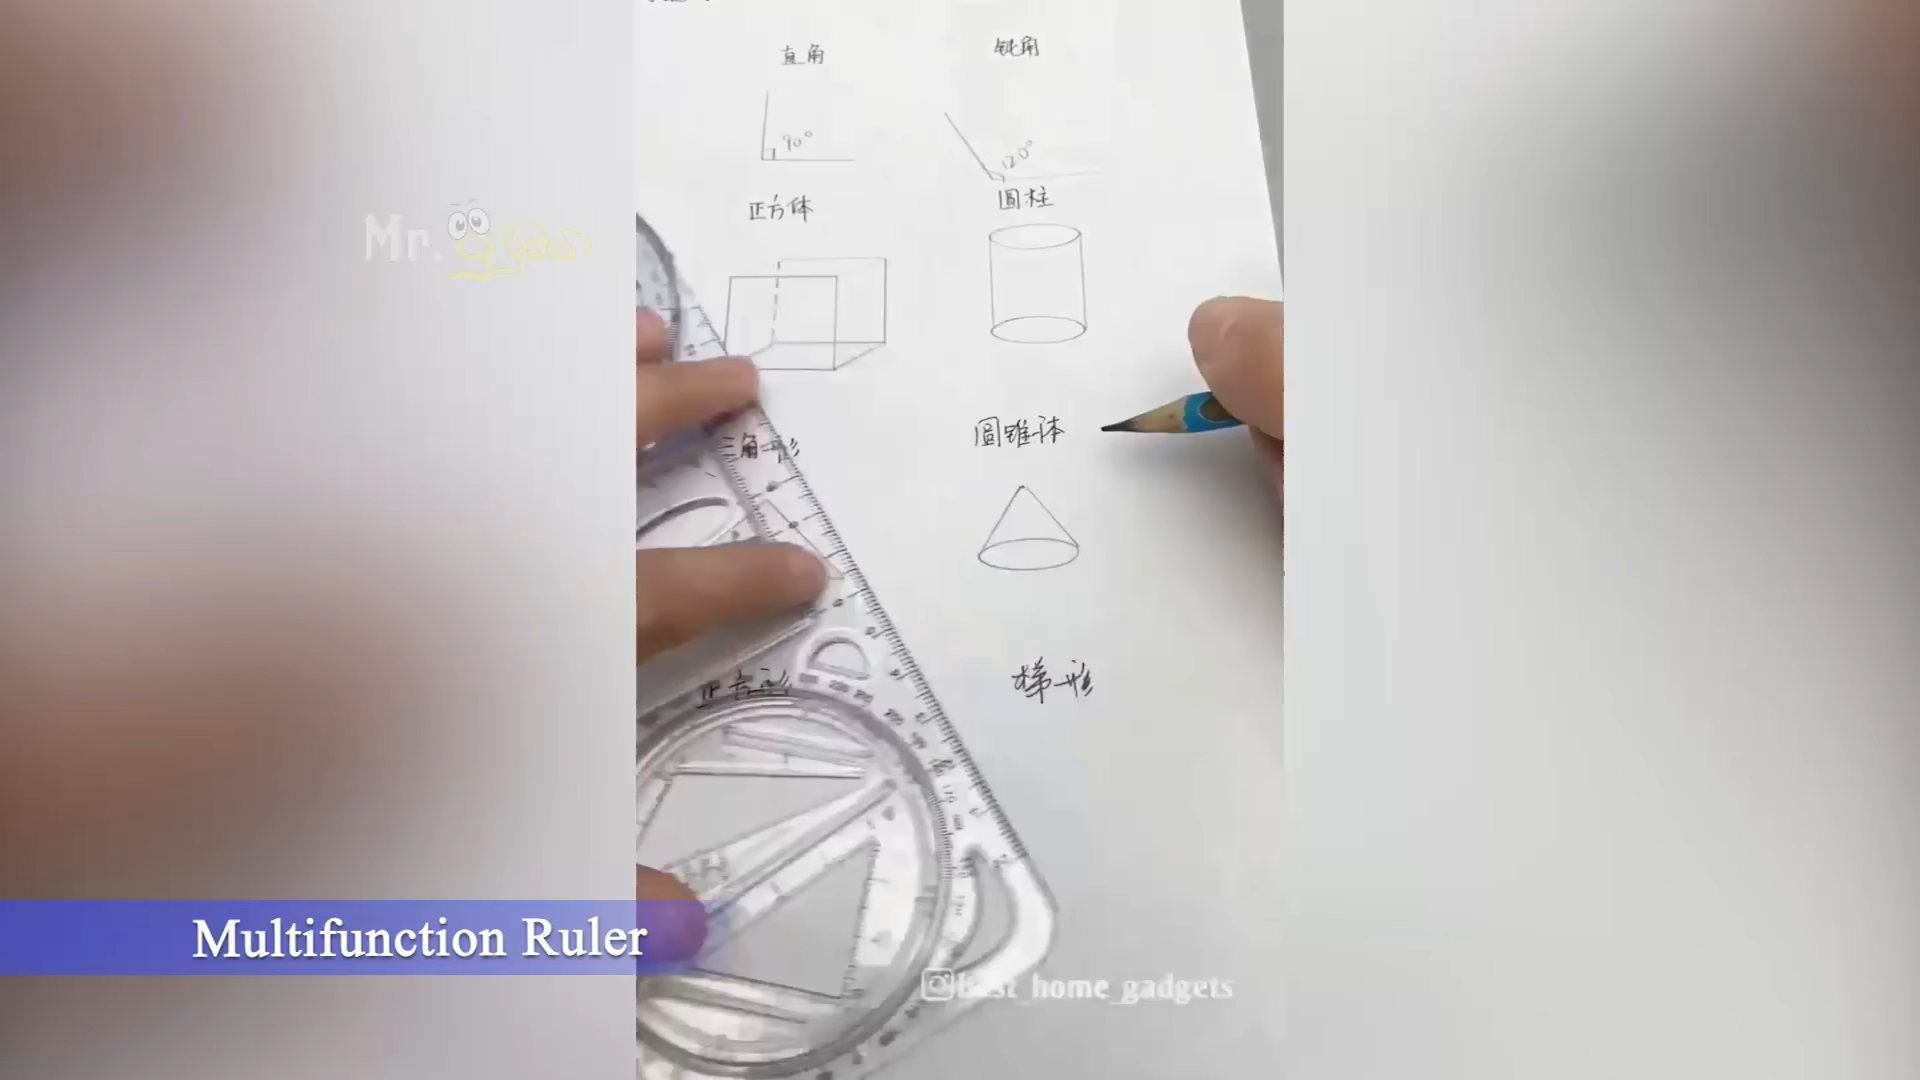 直角
钝角
90°
120°
正方体
圆柱
圆锥体
三角形
正方形
梯形
Mr.
Multifunction Ruler
best_home_gadgets